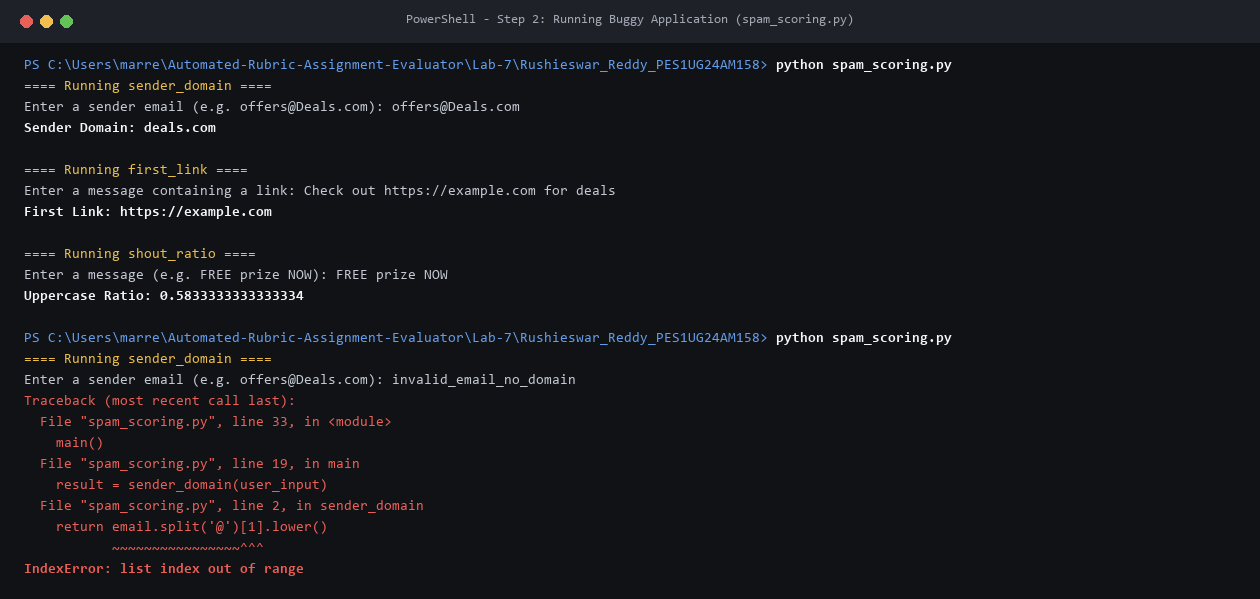 PowerShell - Step 2: Running Buggy Application (spam_scoring.py)
PS C:\Users\marre\Automated-Rubric-Assignment-Evaluator\Lab-7\Rushieswar_Reddy_PES1UG24AM158> python spam_scoring.py
==== Running sender_domain ====
Enter a sender email (e.g. offers@Deals.com): offers@Deals.com
Sender Domain: deals.com

==== Running first_link ====
Enter a message containing a link: Check out https://example.com for deals
First Link: https://example.com

==== Running shout_ratio ====
Enter a message (e.g. FREE prize NOW): FREE prize NOW
Uppercase Ratio: 0.5833333333333334

PS C:\Users\marre\Automated-Rubric-Assignment-Evaluator\Lab-7\Rushieswar_Reddy_PES1UG24AM158> python spam_scoring.py
==== Running sender_domain ====
Enter a sender email (e.g. offers@Deals.com): invalid_email_no_domain
Traceback (most recent call last):
  File "spam_scoring.py", line 33, in <module>
    main()
  File "spam_scoring.py", line 19, in main
    result = sender_domain(user_input)
  File "spam_scoring.py", line 2, in sender_domain
    return email.split('@')[1].lower()
           ~~~~~~~~~~~~~~~~^^^
IndexError: list index out of range